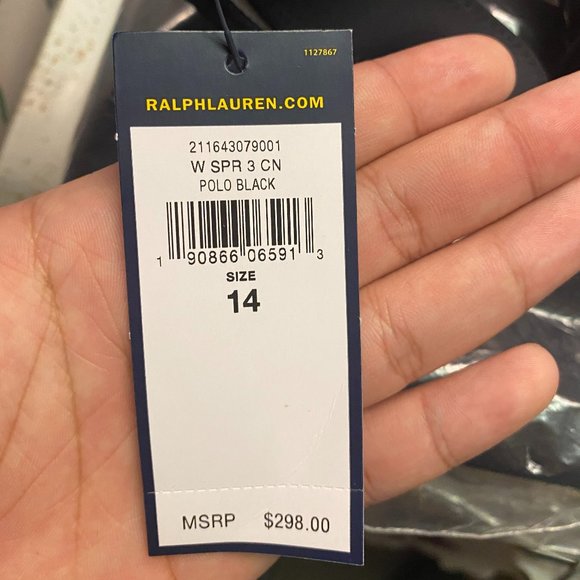 1127867
RALPHLAUREN.COM
211643079001
W SPR 3 CN
POLO BLACK
1 90866 06591 3
SIZE
14
MSRP $298.00